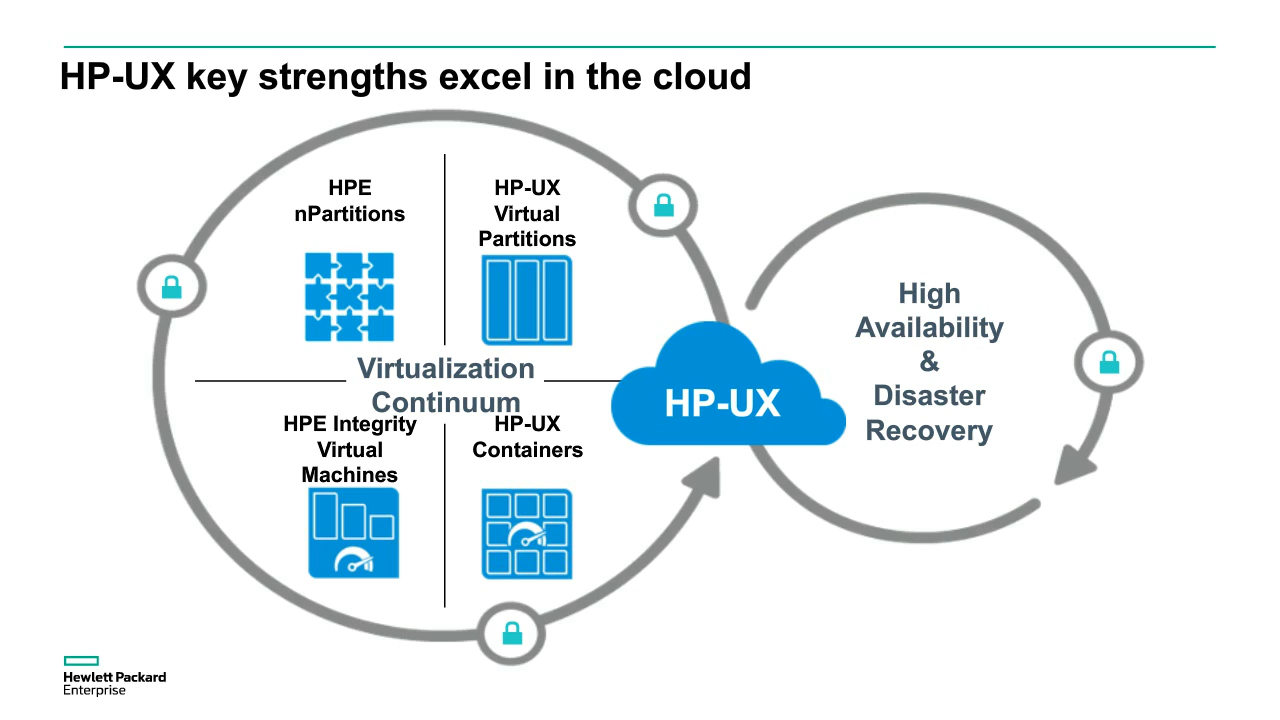 HP-UX key strengths excel in the cloud
HPE
nPartitions
HP-UX
Virtual
Partitions
Virtualization
Continuum
HPE Integrity
Virtual
Machines
HP-UX
Containers
HP-UX
High
Availability
&
Disaster
Recovery
Hewlett Packard
Enterprise